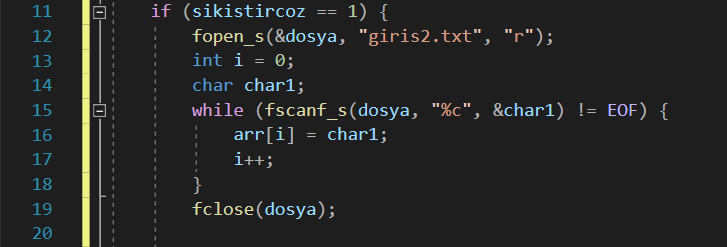 11 if (sikistircoz == 1) {
12 fopen_s(&dosya, "giris2.txt", "r");
13 int i = 0;
14 char char1;
15 while (fscanf_s(dosya, "%c", &char1) != EOF) {
16 arr[i] = char1;
17 i++;
18 }
19 fclose(dosya);
20